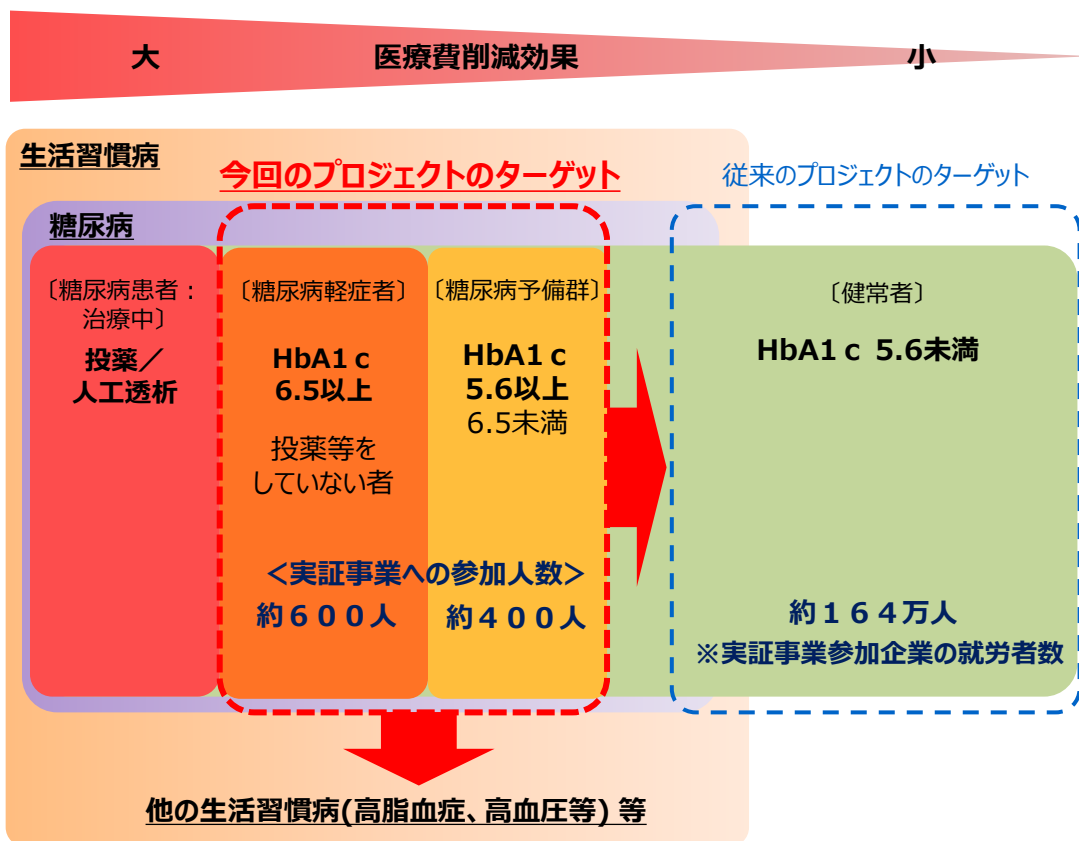 大 医療費削減効果 小
生活習慣病
今回のプロジェクトのターゲット
従来のプロジェクトのターゲット
糖尿病
〔糖尿病患者：
治療中〕
投薬／
人工透析
〔糖尿病軽症者〕
HbA1ｃ
6.5以上
投薬等を
していない者
〔糖尿病予備群〕
HbA1ｃ
5.6以上
6.5未満
〔健常者〕
HbA1ｃ 5.6未満
＜実証事業への参加人数＞
約６００人
約４００人
約１６４万人
※実証事業参加企業の就労者数
他の生活習慣病(高脂血症、高血圧等) 等